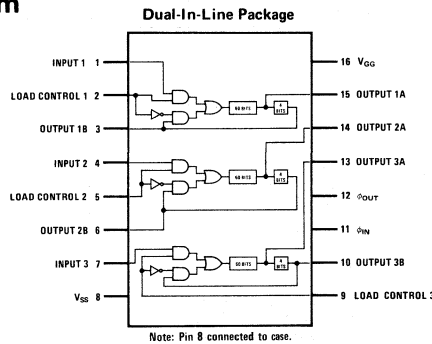 m
Dual-In-Line Package
INPUT 1 1
LOAD CONTROL 1 2
OUTPUT 1B 3
INPUT 2 4
LOAD CONTROL 2 5
OUTPUT 2B 6
INPUT 3 7
VSS 8
16 VGG
15 OUTPUT 1A
14 OUTPUT 2A
13 OUTPUT 3A
12 ϕOUT
11 ϕIN
10 OUTPUT 3B
9 LOAD CONTROL 3
60 BITS
4 BITS
60 BITS
4 BITS
60 BITS
4 BITS
Note: Pin 8 connected to case.